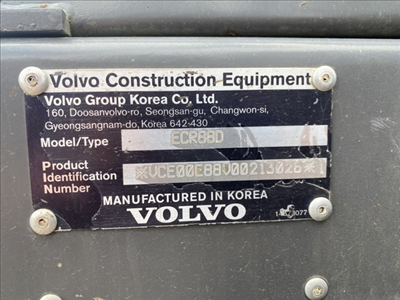 Volvo Construction Equipment
Volvo Group Korea Co. Ltd.
160, Doosanvolvo-ro, Seongsan-gu, Changwon-si,
Gyeongsangnam-do, Korea 642-430
Model/Type ECR88D
Product
Identification
Number
*VCE00E88V00213026*
MANUFACTURED IN KOREA
VOLVO